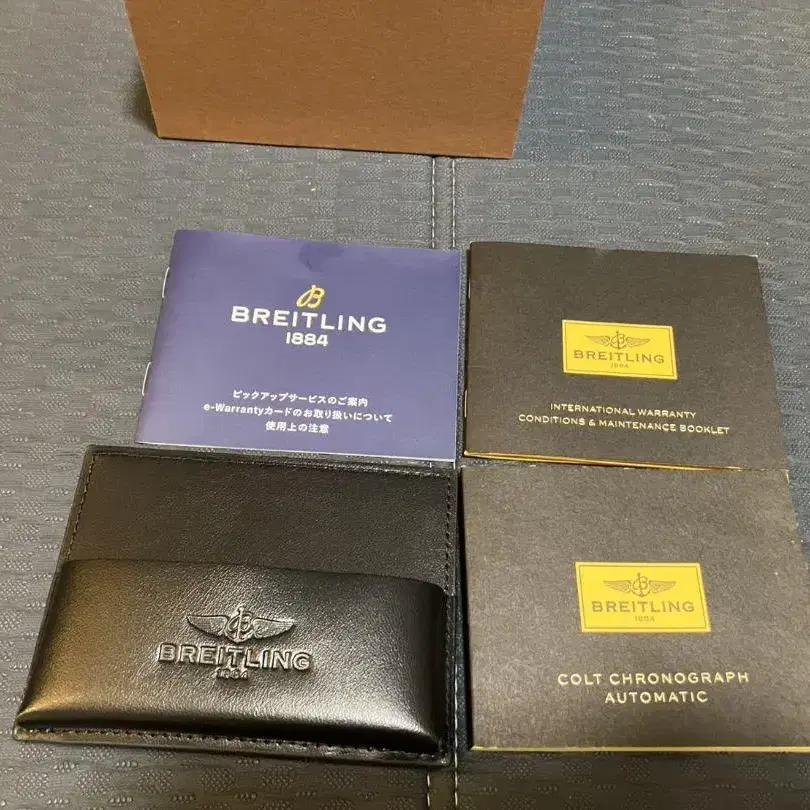 B
BREITLING
1884
ピックアップサービスのご案内
e-Warrantyカードのお取り扱いについて
使用上の注意
BREITLING
1884
INTERNATIONAL WARRANTY
CONDITIONS & MAINTENANCE BOOKLET
BREITLING
1884
BREITLING
1884
COLT CHRONOGRAPH
AUTOMATIC